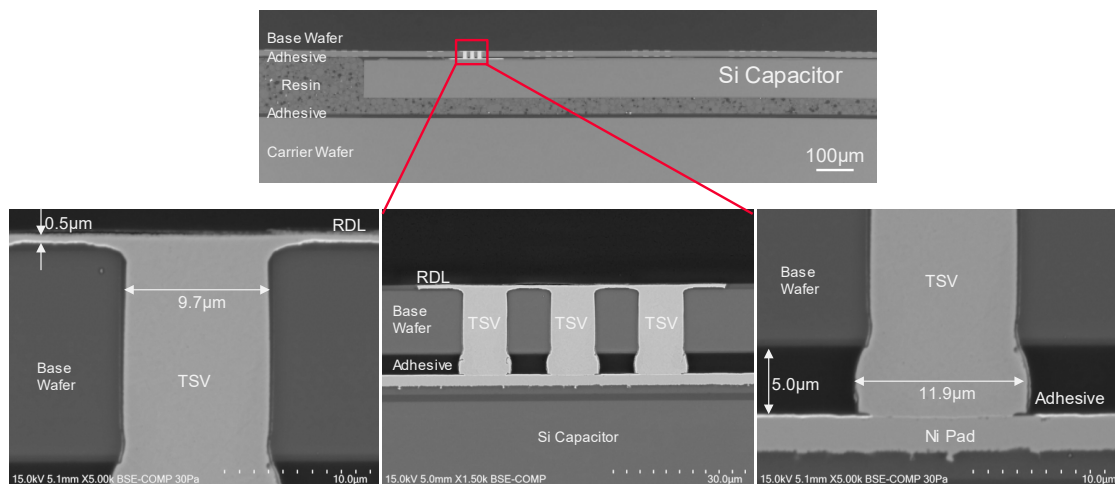 Base Wafer
Adhesive
Resin
Si Capacitor
Adhesive
Carrier Wafer
100μm
0.5μm
RDL
9.7μm
Base
Wafer
TSV
15.0kV 5.1mm X5.00k BSE-COMP 30Pa
10.0μm
RDL
Base
Wafer
TSV
TSV
TSV
Adhesive
Si Capacitor
15.0kV 5.0mm X1.50k BSE-COMP
30.0μm
Base
Wafer
TSV
5.0μm
11.9μm
Adhesive
Ni Pad
15.0kV 5.1mm X5.00k BSE-COMP 30Pa
10.0μm